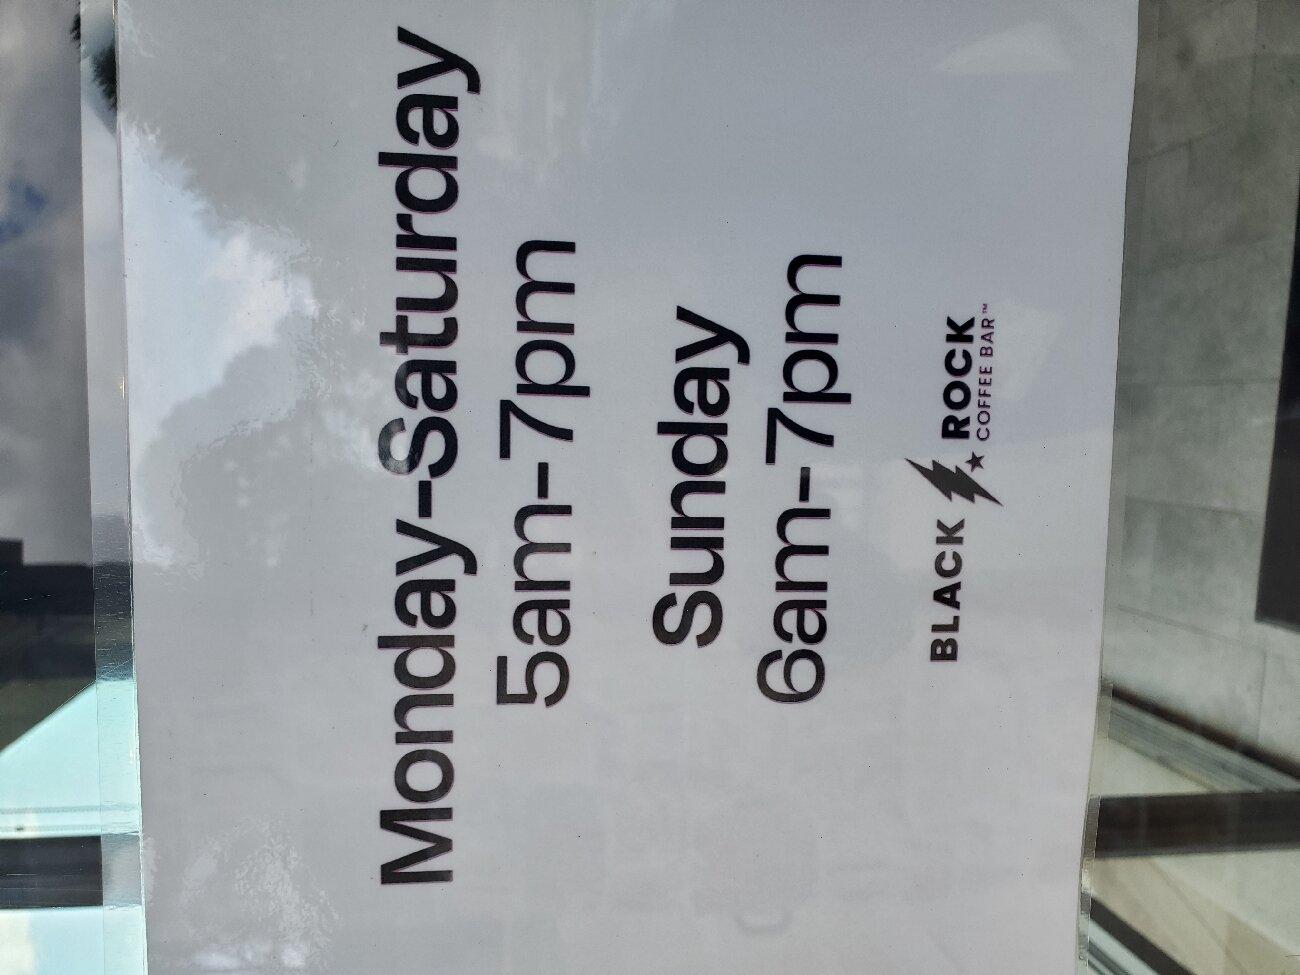 Monday-Saturday
5am-7pm
Sunday
6am-7pm
BLACK ROCK
COFFEE BAR™